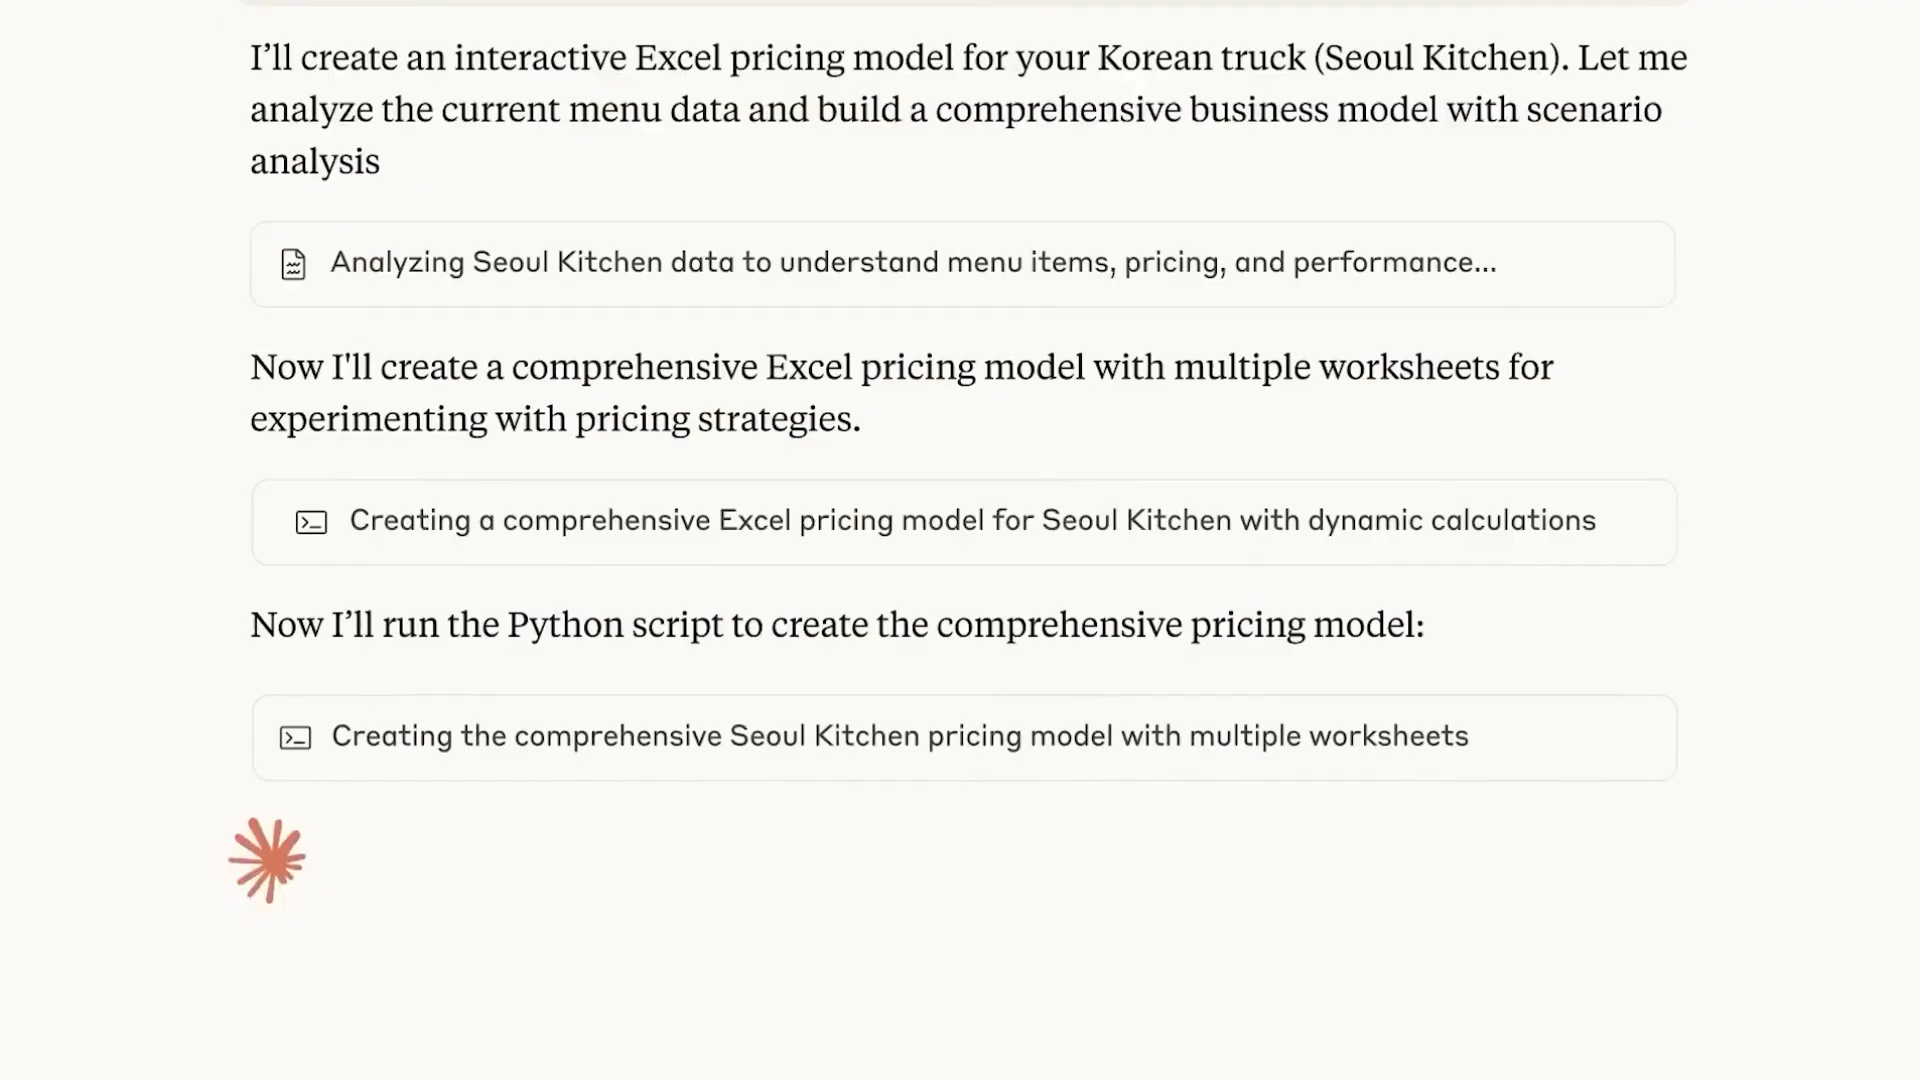 I’ll create an interactive Excel pricing model for your Korean truck (Seoul Kitchen). Let me
analyze the current menu data and build a comprehensive business model with scenario
analysis
Analyzing Seoul Kitchen data to understand menu items, pricing, and performance...
Now I'll create a comprehensive Excel pricing model with multiple worksheets for
experimenting with pricing strategies.
Creating a comprehensive Excel pricing model for Seoul Kitchen with dynamic calculations
Now I’ll run the Python script to create the comprehensive pricing model:
Creating the comprehensive Seoul Kitchen pricing model with multiple worksheets